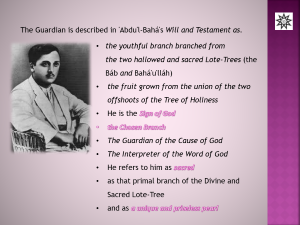 The Guardian is described in 'Abdu'l-Bahá's Will and Testament as.
• the youthful branch branched from
the two hallowed and sacred Lote-Trees (the
Báb and Bahá'u'lláh)
• the fruit grown from the union of the two
offshoots of the Tree of Holiness
• He is the Sign of God
• the Chosen Branch
• The Guardian of the Cause of God
• The Interpreter of the Word of God
• He refers to him as sacred
• as that primal branch of the Divine and
Sacred Lote-Tree
• and as a unique and priceless pearl